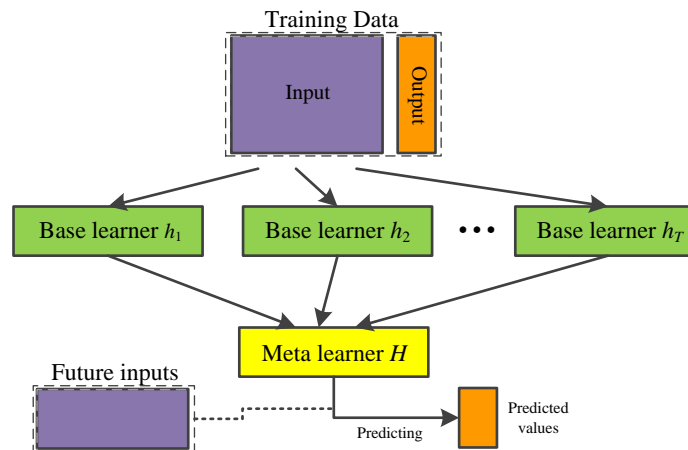 Training Data
Input
Output
Base learner h1
Base learner h2
•••
Base learner hT
Meta learner H
Future inputs
Predicting
Predicted
values